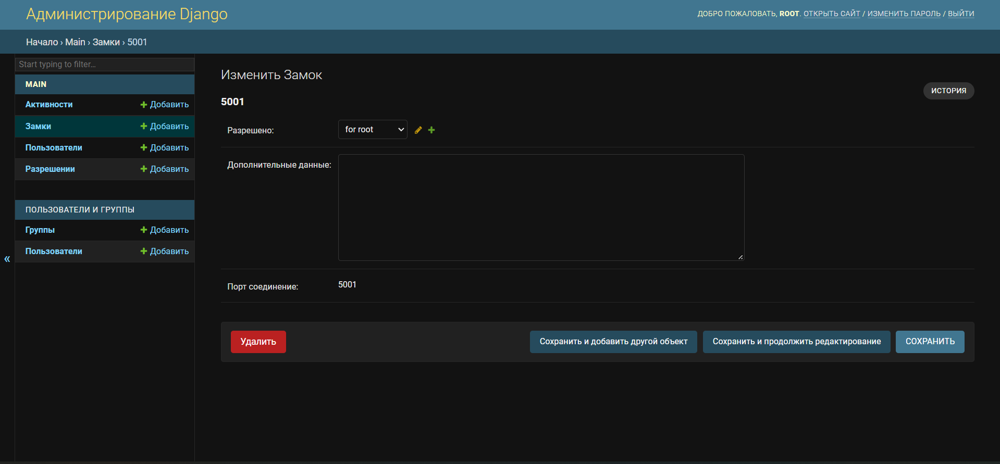 Администрирование Django
ДОБРО ПОЖАЛОВАТЬ, ROOT. ОТКРЫТЬ САЙТ / ИЗМЕНИТЬ ПАРОЛЬ / ВЫЙТИ
Начало › Main › Замки › 5001
Start typing to filter…
MAIN
Активности Добавить
Замки Добавить
Пользователи Добавить
Разрешении Добавить
ПОЛЬЗОВАТЕЛИ И ГРУППЫ
Группы Добавить
Пользователи Добавить
«
Изменить Замок
ИСТОРИЯ
5001
Разрешено: for root
Дополнительные данные:
Порт соединение: 5001
Удалить Сохранить и добавить другой объект Сохранить и продолжить редактирование СОХРАНИТЬ